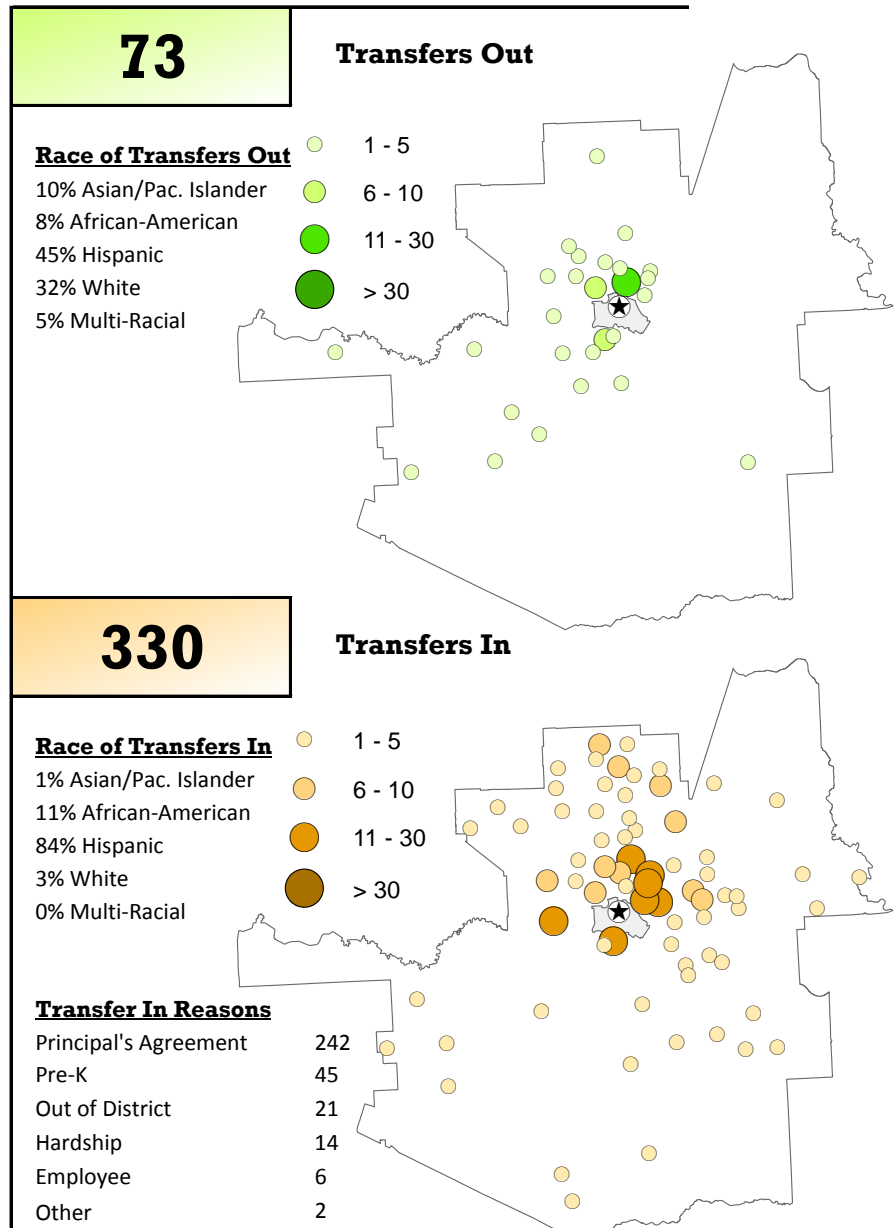 73
Transfers Out
Race of Transfers Out
10% Asian/Pac. Islander
8% African-American
45% Hispanic
32% White
5% Multi-Racial
1 - 5
6 - 10
11 - 30
> 30
330
Transfers In
Race of Transfers In
1% Asian/Pac. Islander
11% African-American
84% Hispanic
3% White
0% Multi-Racial
1 - 5
6 - 10
11 - 30
> 30
Transfer In Reasons
Principal's Agreement 242
Pre-K 45
Out of District 21
Hardship 14
Employee 6
Other 2